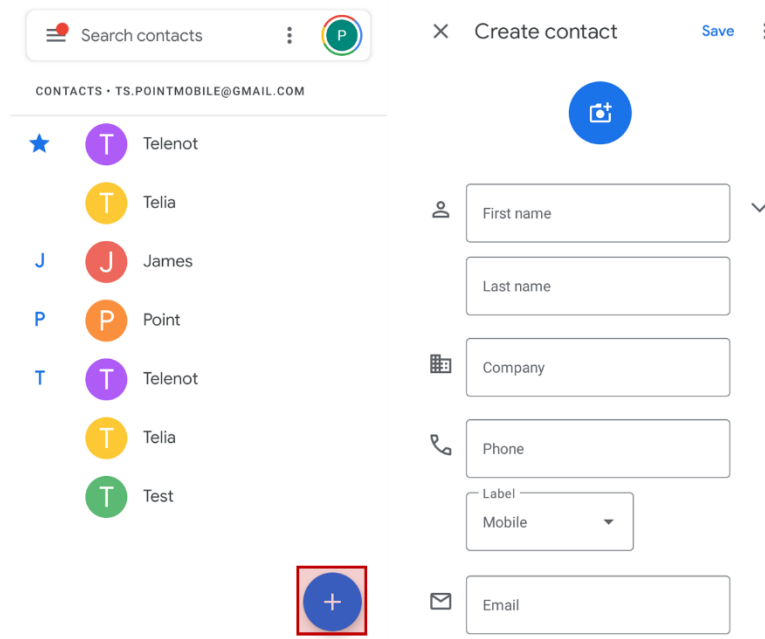 Search contacts
P
CONTACTS • TS.POINTMOBILE@GMAIL.COM
T Telenot
T Telia
J J James
P P Point
T T Telenot
T Telia
T Test
+
Create contact Save
First name
Last name
Company
Phone
Label
Mobile
Email